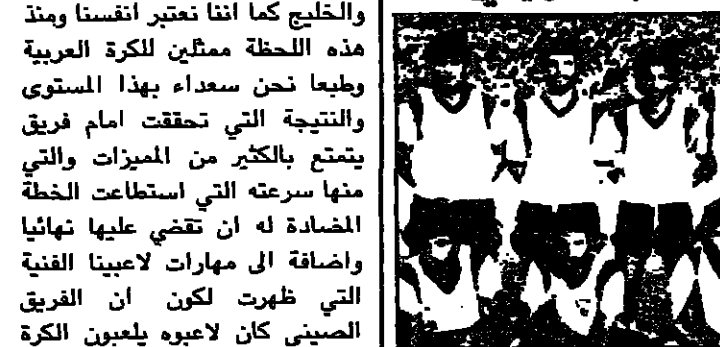 والخليج كما اننا نعتبر انفسنا ومنذ
هذه اللحظة ممثلين للكرة العربية
وطبعا نحن سعداء بهذا المستوى
والنتيجة التي تحققت امام فريق
يتمتع بالكثير من المميزات والتي
منها سرعته التي استطاعت الخطة
المضادة له ان تقضي عليها نهائيا
واضافة الى مهارات لاعبينا الفنية
التي ظهرت لكون ان الفريق
الصيني كان لاعبوه يلعبون الكرة